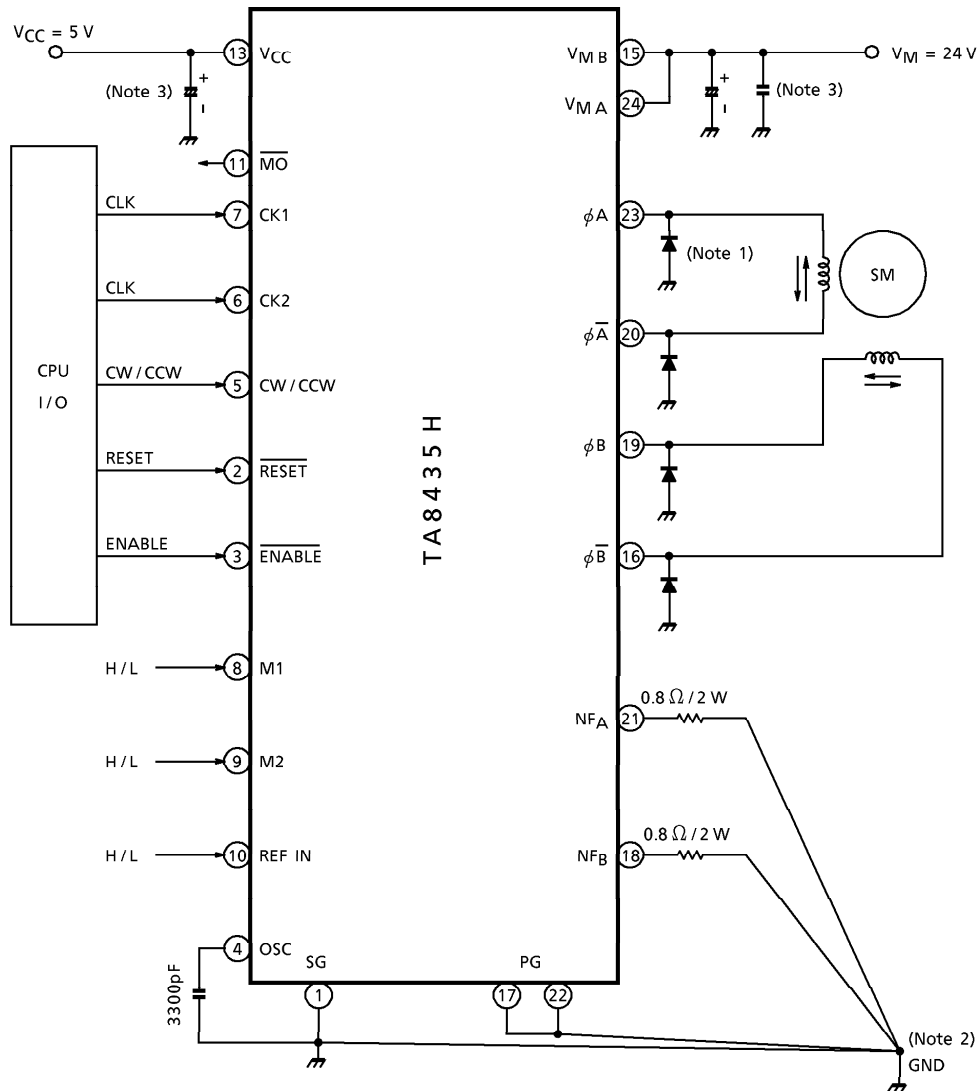 VCC = 5 V
13
VCC
(Note 3)
+
-
VM B
15
VM = 24 V
VM A
24
+
-
(Note 3)
11
MO
CLK
7
CK1
CLK
6
CK2
CPU
I/O
CW/CCW
5
CW/CCW
RESET
2
RESET
ENABLE
3
ENABLE
TA8435H
ϕA
23
(Note 1)
SM
ϕA
20
ϕB
19
ϕB
16
H/L
8
M1
H/L
9
M2
H/L
10
REF IN
NFA
21
0.8 Ω/2 W
NFB
18
0.8 Ω/2 W
4
OSC
3300pF
SG
1
PG
17
22
(Note 2)
GND